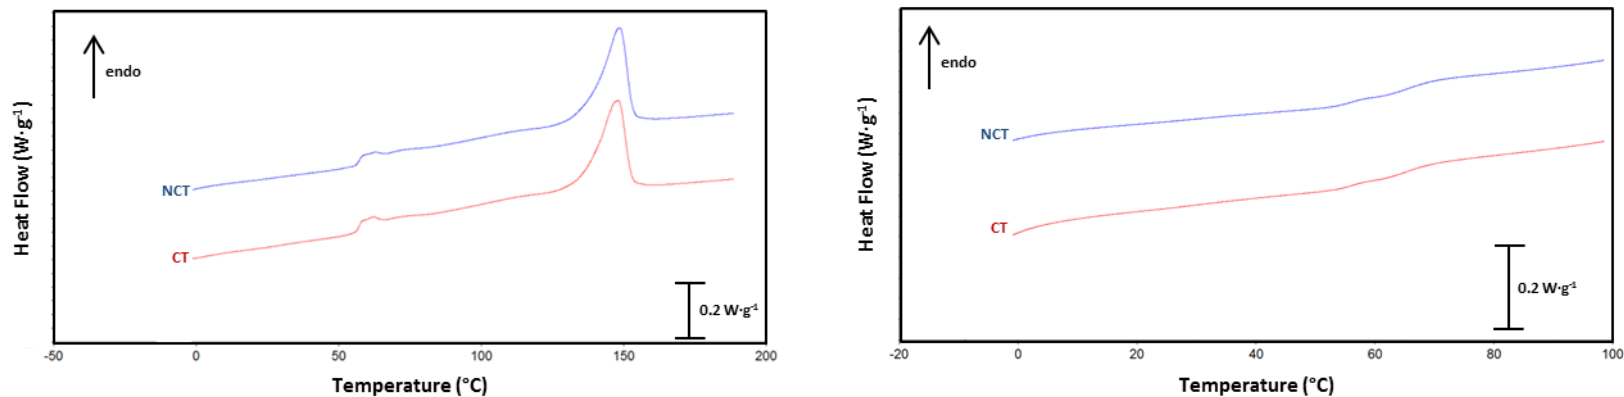 endo
Heat Flow (W·g⁻¹)
NCT
CT
0.2 W·g⁻¹
-50 0 50 100 150 200
Temperature (°C)
endo
Heat Flow (W·g⁻¹)
NCT
CT
0.2 W·g⁻¹
-20 0 20 40 60 80 100
Temperature (°C)